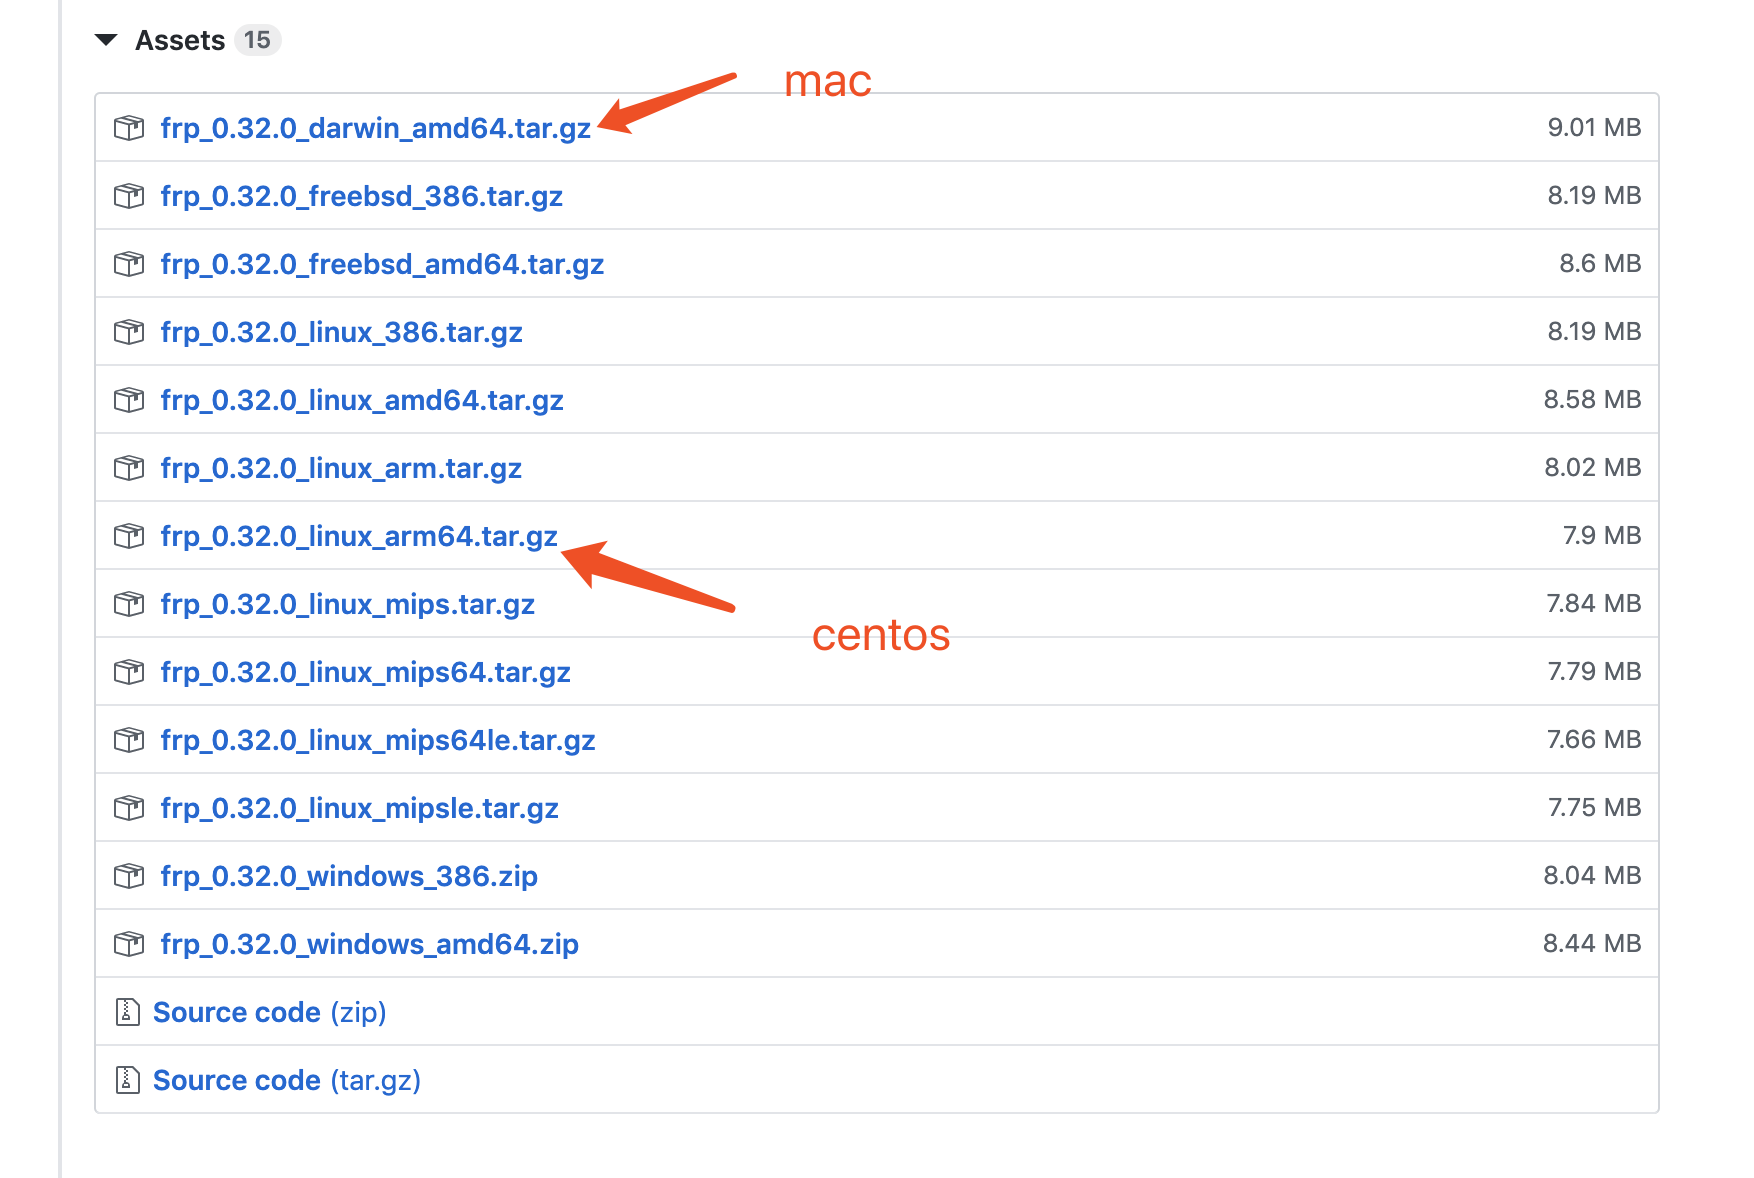 Assets 15
mac
frp_0.32.0_darwin_amd64.tar.gz 9.01 MB
frp_0.32.0_freebsd_386.tar.gz 8.19 MB
frp_0.32.0_freebsd_amd64.tar.gz 8.6 MB
frp_0.32.0_linux_386.tar.gz 8.19 MB
frp_0.32.0_linux_amd64.tar.gz 8.58 MB
frp_0.32.0_linux_arm.tar.gz 8.02 MB
frp_0.32.0_linux_arm64.tar.gz 7.9 MB
frp_0.32.0_linux_mips.tar.gz 7.84 MB
centos
frp_0.32.0_linux_mips64.tar.gz 7.79 MB
frp_0.32.0_linux_mips64le.tar.gz 7.66 MB
frp_0.32.0_linux_mipsle.tar.gz 7.75 MB
frp_0.32.0_windows_386.zip 8.04 MB
frp_0.32.0_windows_amd64.zip 8.44 MB
Source code (zip)
Source code (tar.gz)